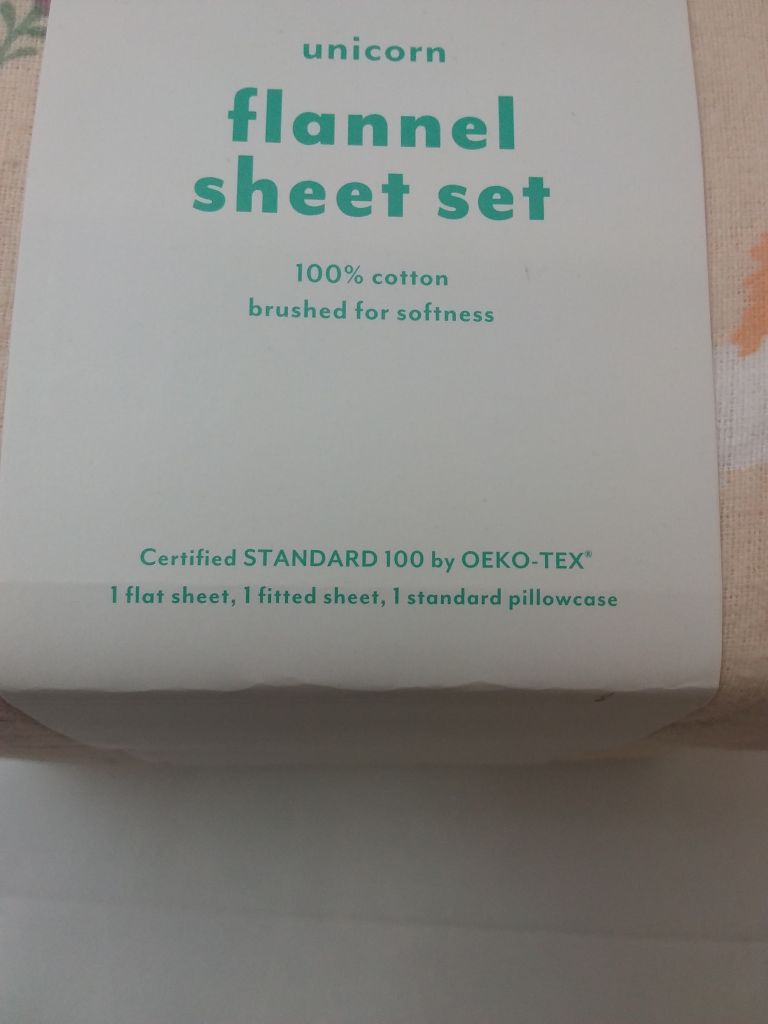 unicorn
flannel
sheet set
100% cotton
brushed for softness
Certified STANDARD 100 by OEKO-TEX®
1 flat sheet, 1 fitted sheet, 1 standard pillowcase